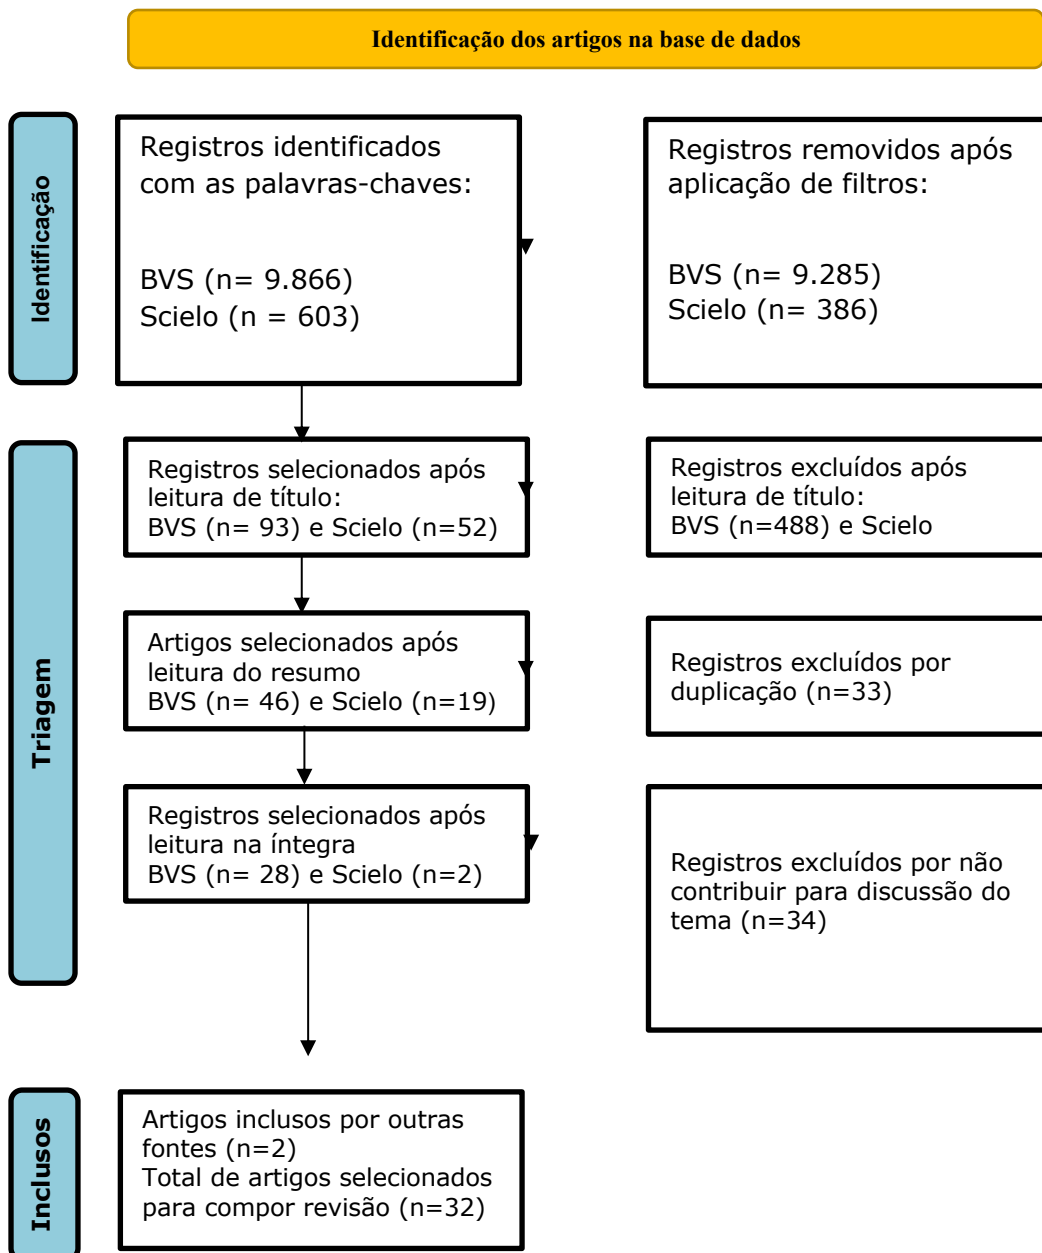 Identificação dos artigos na base de dados
Identificação
Registros identificados
com as palavras-chaves:
BVS (n= 9.866)
Scielo (n = 603)
Registros removidos após
aplicação de filtros:
BVS (n= 9.285)
Scielo (n= 386)
Triagem
Registros selecionados após
leitura de título:
BVS (n= 93) e Scielo (n=52)
Registros excluídos após
leitura de título:
BVS (n=488) e Scielo
Artigos selecionados após
leitura do resumo
BVS (n= 46) e Scielo (n=19)
Registros excluídos por
duplicação (n=33)
Registros selecionados após
leitura na íntegra
BVS (n= 28) e Scielo (n=2)
Registros excluídos por não
contribuir para discussão do
tema (n=34)
Inclusos
Artigos inclusos por outras
fontes (n=2)
Total de artigos selecionados
para compor revisão (n=32)